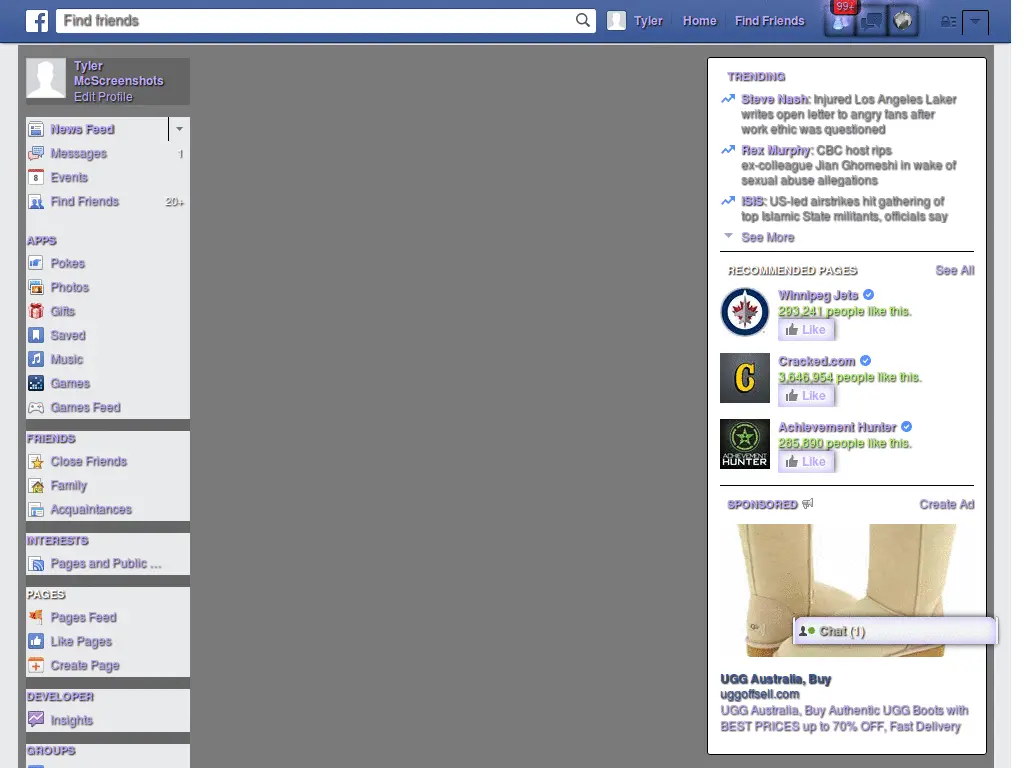 Find friends
Tyler
Home
Find Friends
99+
Tyler
McScreenshots
Edit Profile
News Feed
Messages 1
8
Events
Find Friends 20+
APPS
Pokes
Photos
Gifts
Saved
Music
Games
Games Feed
FRIENDS
Close Friends
Family
Acquaintances
INTERESTS
Pages and Public ...
PAGES
Pages Feed
Like Pages
Create Page
DEVELOPER
Insights
GROUPS
TRENDING
Steve Nash: Injured Los Angeles Laker
writes open letter to angry fans after
work ethic was questioned
Rex Murphy: CBC host rips
ex-colleague Jian Ghomeshi in wake of
sexual abuse allegations
ISIS: US-led airstrikes hit gathering of
top Islamic State militants, officials say
See More
RECOMMENDED PAGES See All
Winnipeg Jets
293,241 people like this.
Like
C
Cracked.com
3,646,954 people like this.
Like
ACHIEVEMENT
HUNTER
Achievement Hunter
265,690 people like this.
Like
SPONSORED Create Ad
Chat (1)
UGG Australia, Buy
uggoffsell.com
UGG Australia, Buy Authentic UGG Boots with
BEST PRICES up to 70% OFF, Fast Delivery